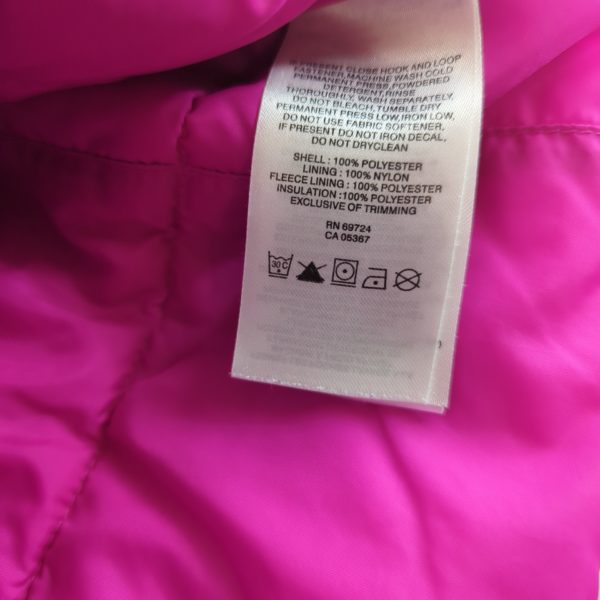 IF PRESENT CLOSE HOOK AND LOOP
FASTENER, MACHINE WASH COLD
PERMANENT PRESS, POWDERED
DETERGENT, RINSE
THOROUGHLY, WASH SEPARATELY,
DO NOT BLEACH, TUMBLE DRY
PERMANENT PRESS LOW, IRON LOW,
DO NOT USE FABRIC SOFTENER,
IF PRESENT DO NOT IRON DECAL,
DO NOT DRYCLEAN
SHELL : 100% POLYESTER
LINING : 100% NYLON
FLEECE LINING : 100% POLYESTER
INSULATION :100% POLYESTER
EXCLUSIVE OF TRIMMING
RN 69724
CA 05367
30 C